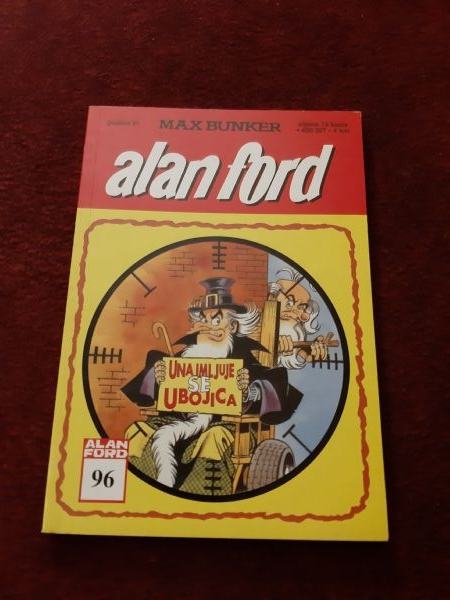 MAX BUNKER
alan ford
UNAJMLJUJE
SE
UBOJICA
ALAN
FORD
96